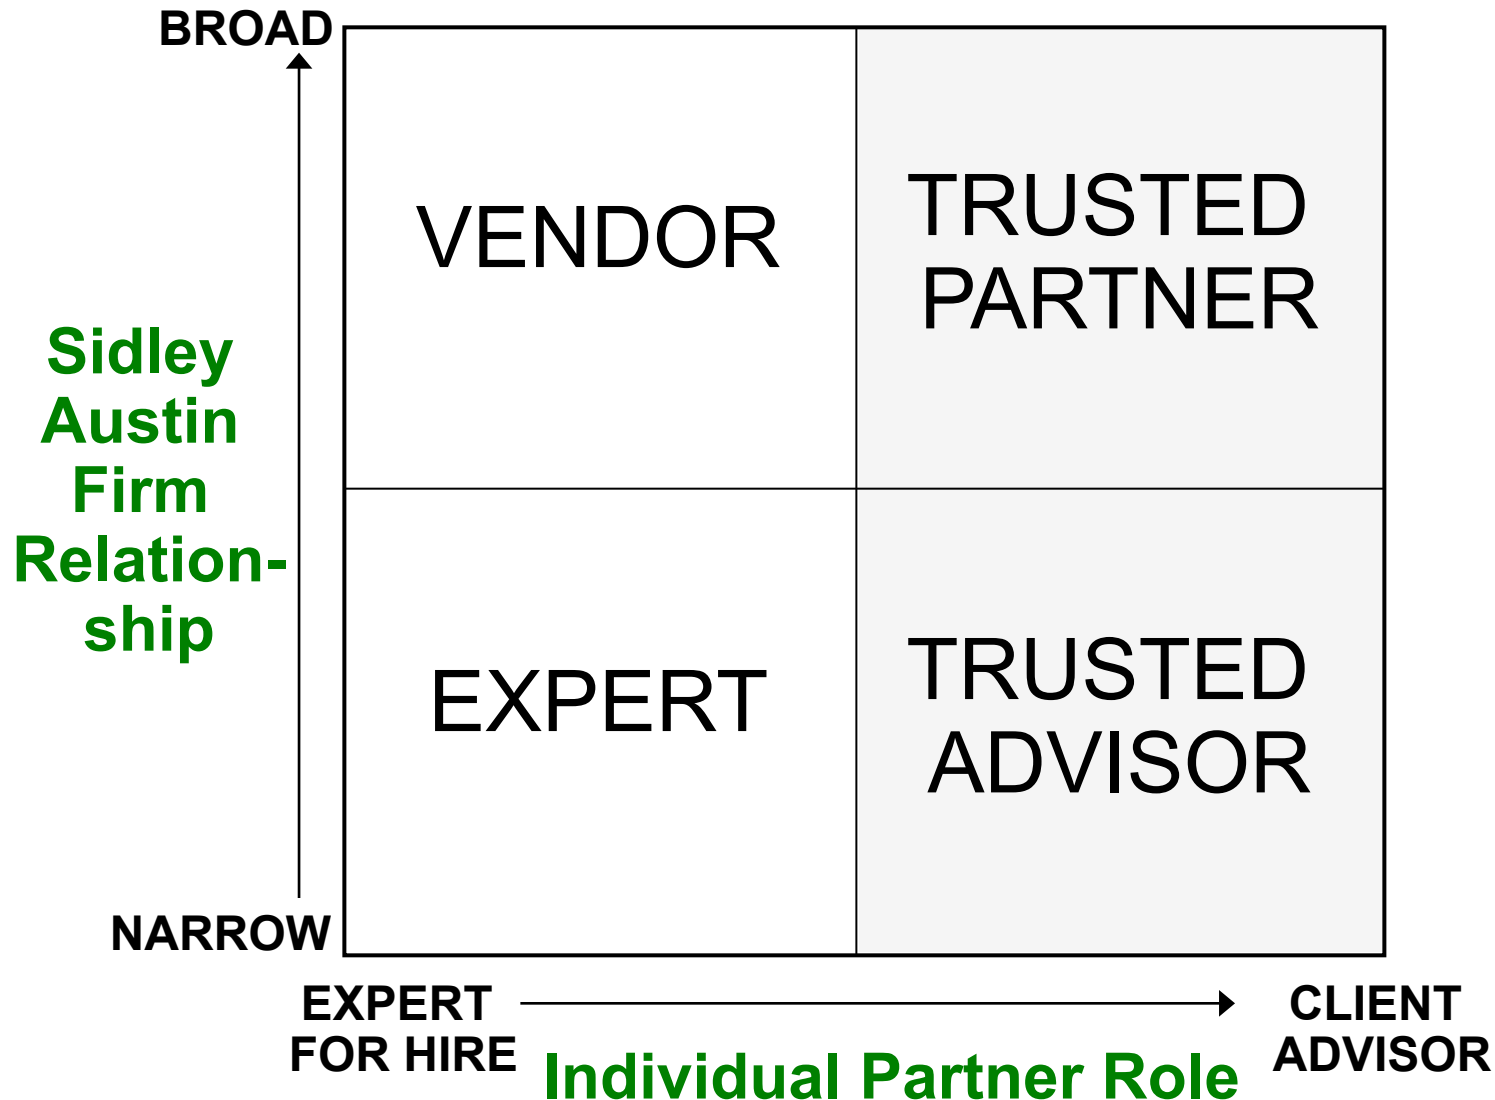 BROAD
VENDOR
TRUSTED
PARTNER
Sidley
Austin
Firm
Relation-
ship
EXPERT
TRUSTED
ADVISOR
NARROW
EXPERT
FOR HIRE
Individual Partner Role
CLIENT
ADVISOR